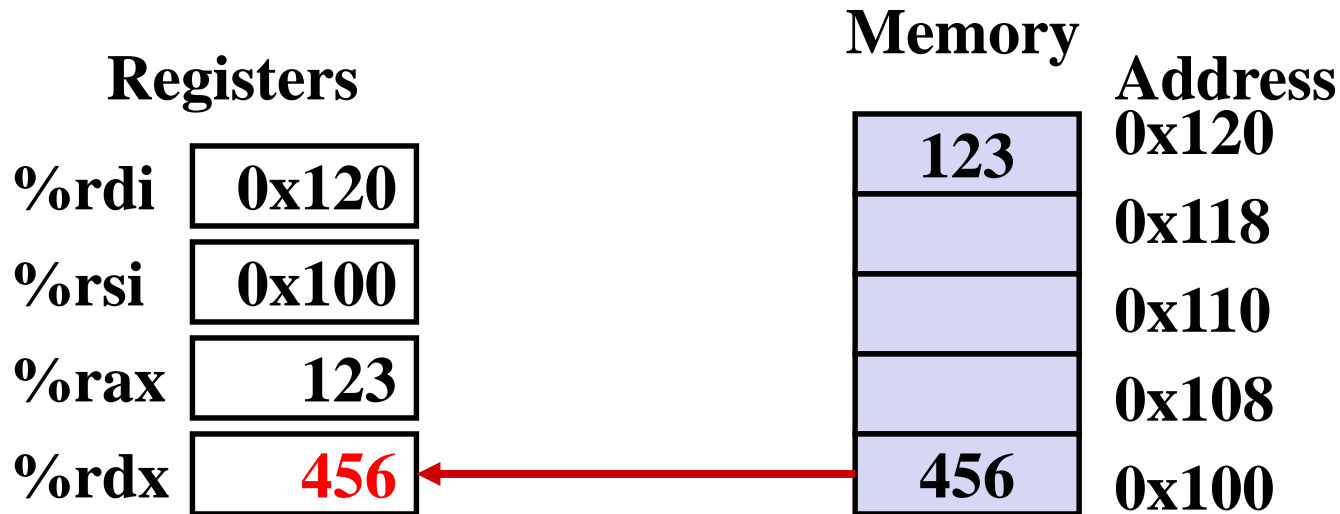 Registers
%rdi 0x120
%rsi 0x100
%rax 123
%rdx 456
Memory
Address
123 0x120
0x118
0x110
0x108
456 0x100